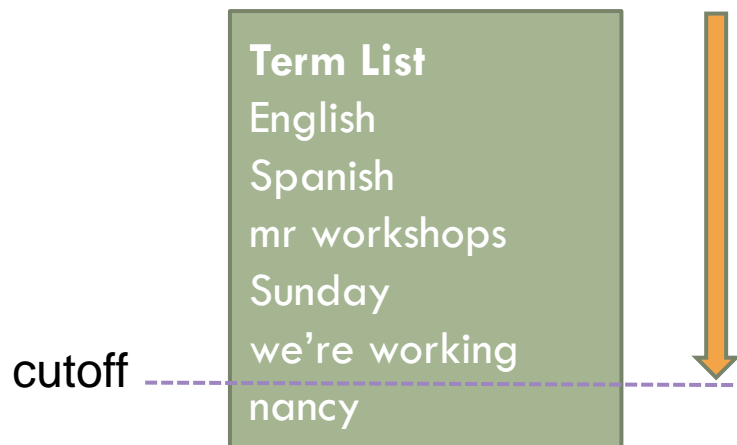 Term List
English
Spanish
mr workshops
Sunday
we're working
cutoff
nancy